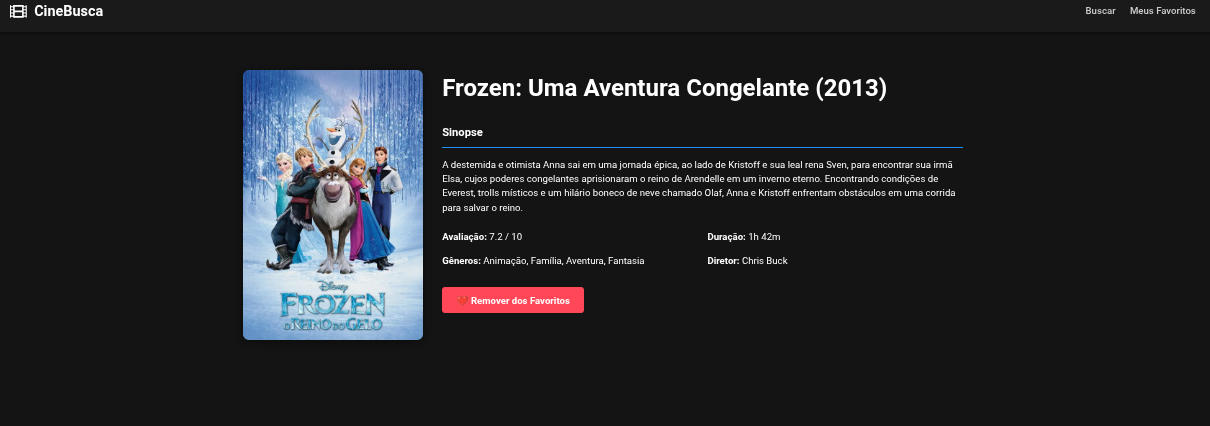 CineBusca
Buscar
Meus Favoritos
Frozen: Uma Aventura Congelante (2013)
Sinopse
A destemida e otimista Anna sai em uma jornada épica, ao lado de Kristoff e sua leal rena Sven, para encontrar sua irmã
Elsa, cujos poderes congelantes aprisionaram o reino de Arendelle em um inverno eterno. Encontrando condições de
Everest, trolls místicos e um hilário boneco de neve chamado Olaf, Anna e Kristoff enfrentam obstáculos em uma corrida
para salvar o reino.
Avaliação: 7.2 / 10
Duração: 1h 42m
Gêneros: Animação, Família, Aventura, Fantasia
Diretor: Chris Buck
❤️ Remover dos Favoritos
Disney
FROZEN
O REINO DO GELO